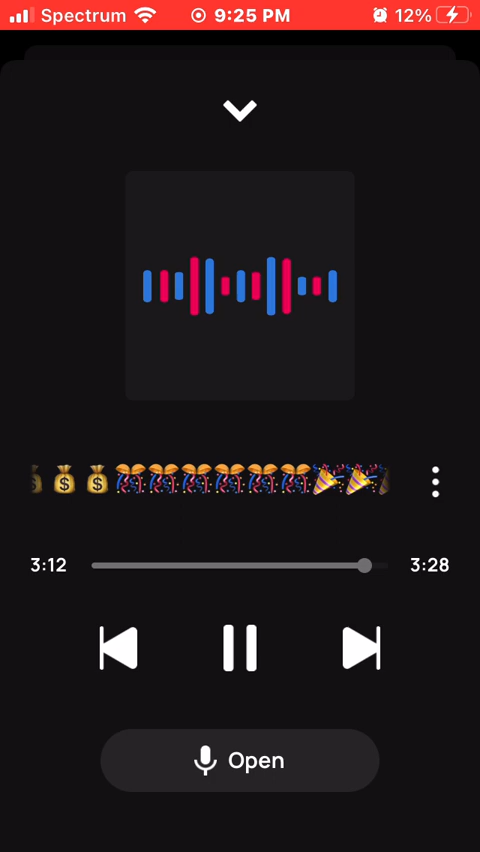 Spectrum 9:25 PM 12%
💰💰🎊🎊🎊🎊🎊🎊🎉🎉
3:12 3:28
Open